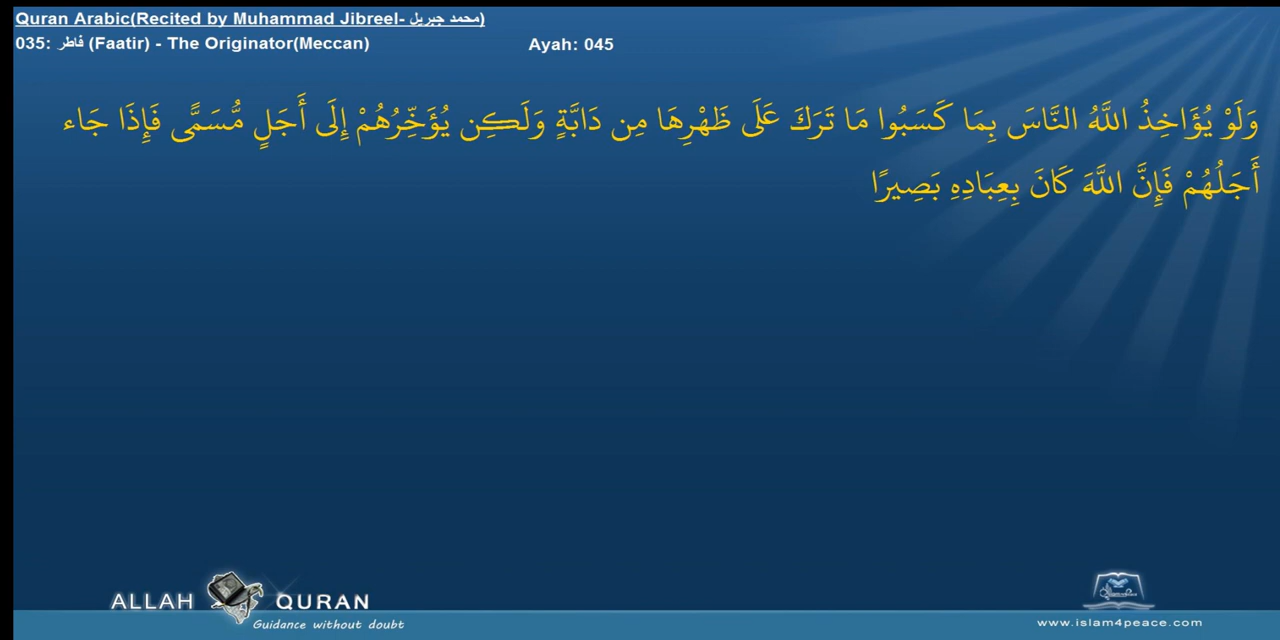 Quran Arabic(Recited by Muhammad Jibreel- محمد جبريل)
035: فاطر (Faatir) - The Originator(Meccan) Ayah: 045
وَلَوْ يُؤَاخِذُ اللَّهُ النَّاسَ بِمَا كَسَبُوا مَا تَرَكَ عَلَى ظَهْرِهَا مِن دَابَّةٍ وَلَكِن يُؤَخِّرُهُمْ إِلَى أَجَلٍ مُّسَمًّى فَإِذَا جَاء
أَجَلُهُمْ فَإِنَّ اللَّهَ كَانَ بِعِبَادِهِ بَصِيرًا
ALLAH QURAN
Guidance without doubt
www.islam4peace.com